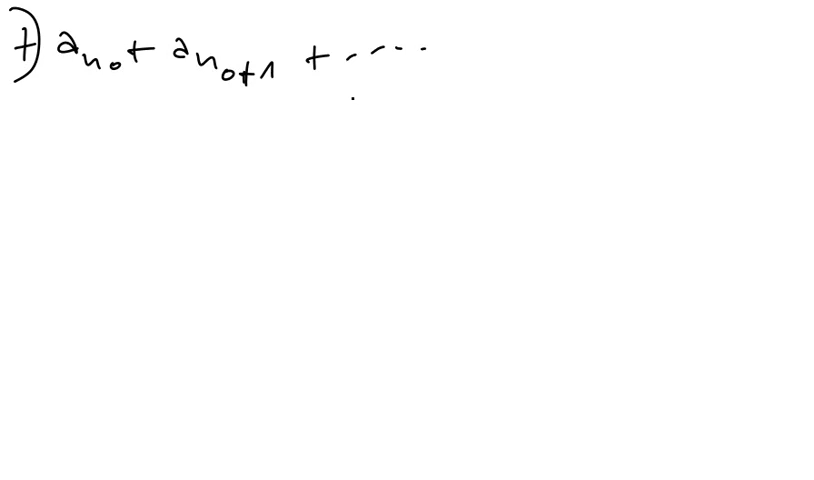 7) a_{n_0} + a_{n_0+1} + ....